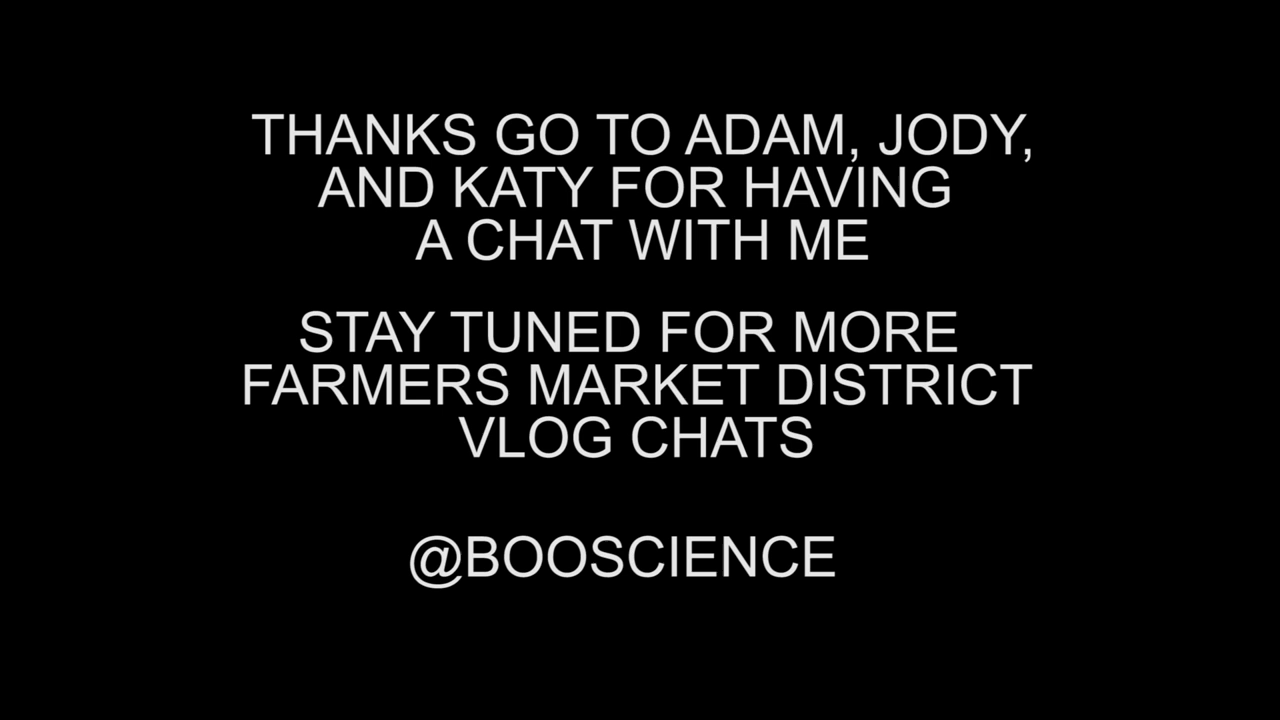 THANKS GO TO ADAM, JODY,
AND KATY FOR HAVING
A CHAT WITH ME
STAY TUNED FOR MORE
FARMERS MARKET DISTRICT
VLOG CHATS
@BOOSCIENCE